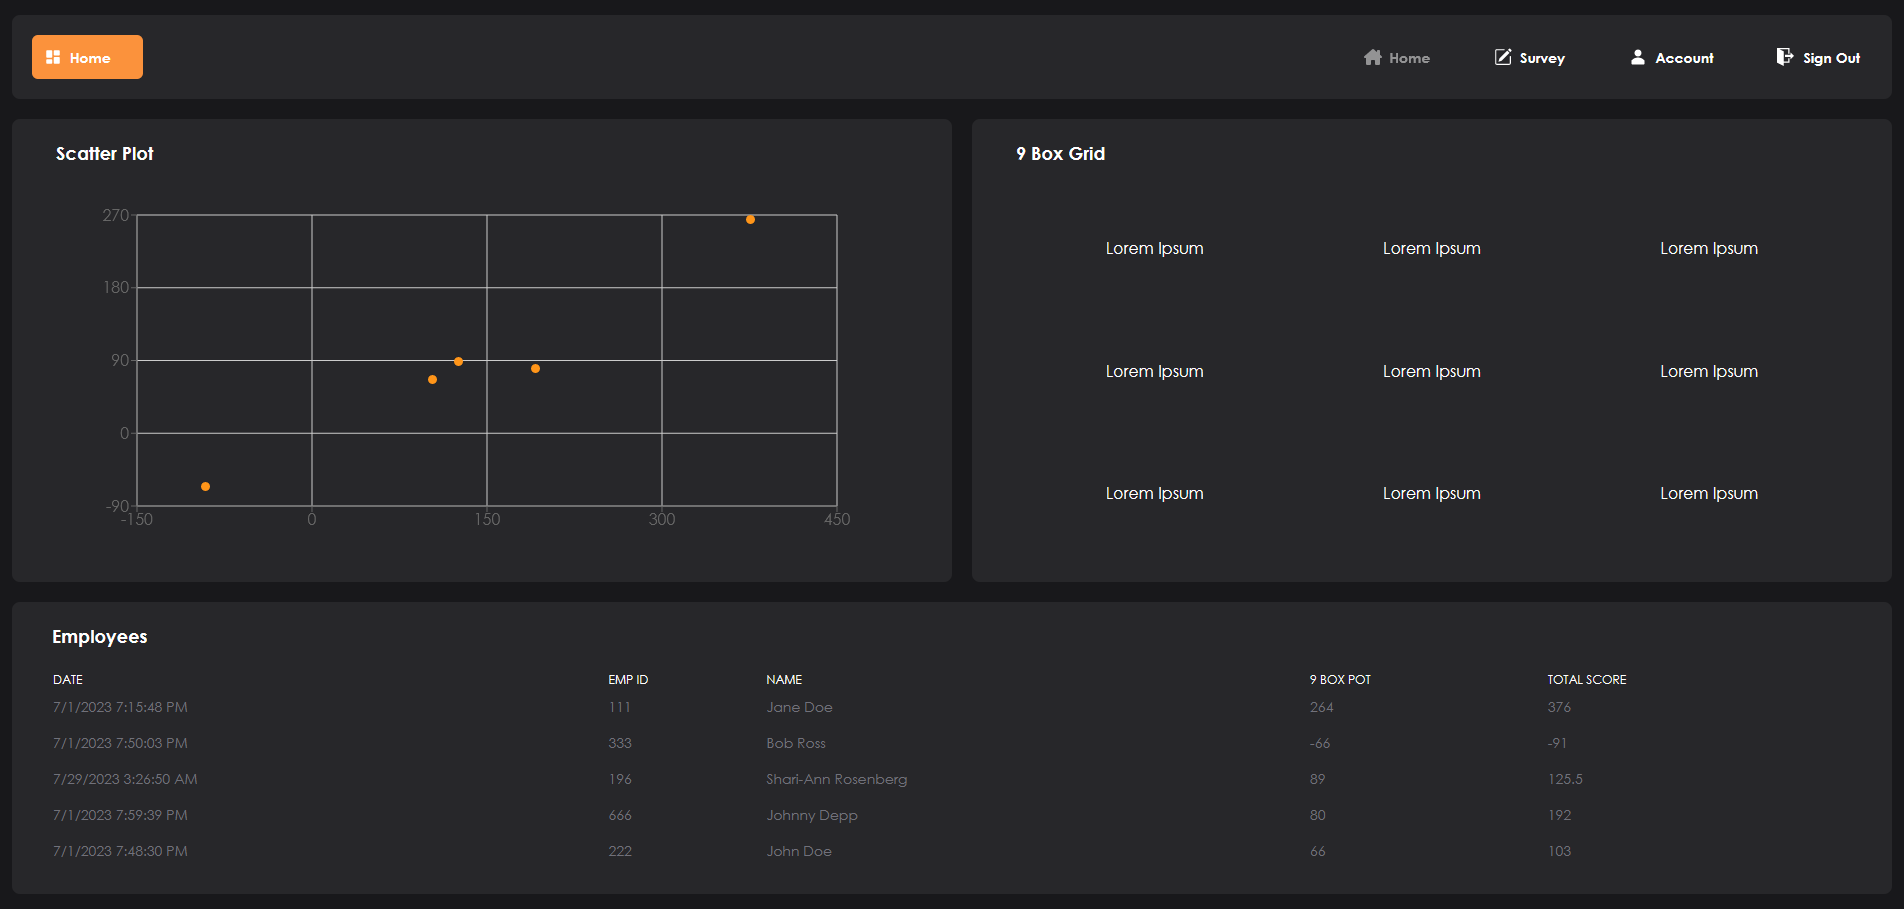 Home Home Survey Account Sign Out
Scatter Plot
270
180
90
0
-90
-150 0 150 300 450
9 Box Grid
Lorem Ipsum Lorem Ipsum Lorem Ipsum
Lorem Ipsum Lorem Ipsum Lorem Ipsum
Lorem Ipsum Lorem Ipsum Lorem Ipsum
Employees
DATE EMP ID NAME 9 BOX POT TOTAL SCORE
7/1/2023 7:15:48 PM 111 Jane Doe 264 376
7/1/2023 7:50:03 PM 333 Bob Ross -66 -91
7/29/2023 3:26:50 AM 196 Shari-Ann Rosenberg 89 125.5
7/1/2023 7:59:39 PM 666 Johnny Depp 80 192
7/1/2023 7:48:30 PM 222 John Doe 66 103